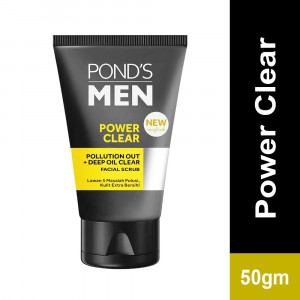 POND'S
MEN
POWER
CLEAR
NEW
POLLUTION OUT
+ DEEP OIL CLEAR
FACIAL SCRUB
Lawan 5 Masalah Polusi,
Kulit Extra Bersih!
Power Clear
50gm